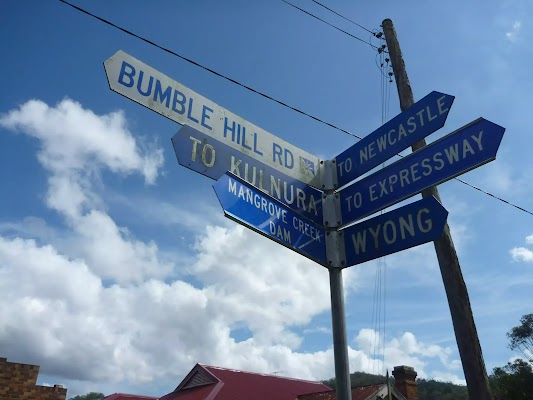 BUMBLE HILL RD
TO KULNURA
MANGROVE CREEK
DAM
TO NEWCASTLE
TO EXPRESSWAY
WYONG